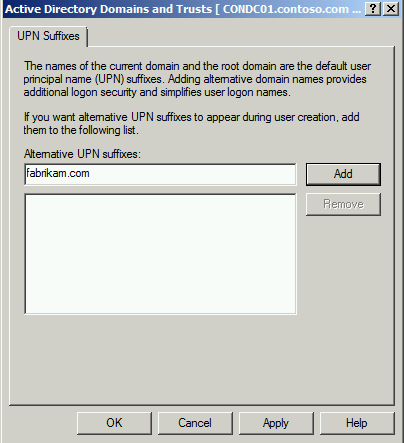 Active Directory Domains and Trusts [ CONDC01.contoso.com ...
UPN Suffixes
The names of the current domain and the root domain are the default user
principal name (UPN) suffixes. Adding alternative domain names provides
additional logon security and simplifies user logon names.
If you want alternative UPN suffixes to appear during user creation, add
them to the following list.
Alternative UPN suffixes:
fabrikam.com
Add
Remove
OK
Cancel
Apply
Help